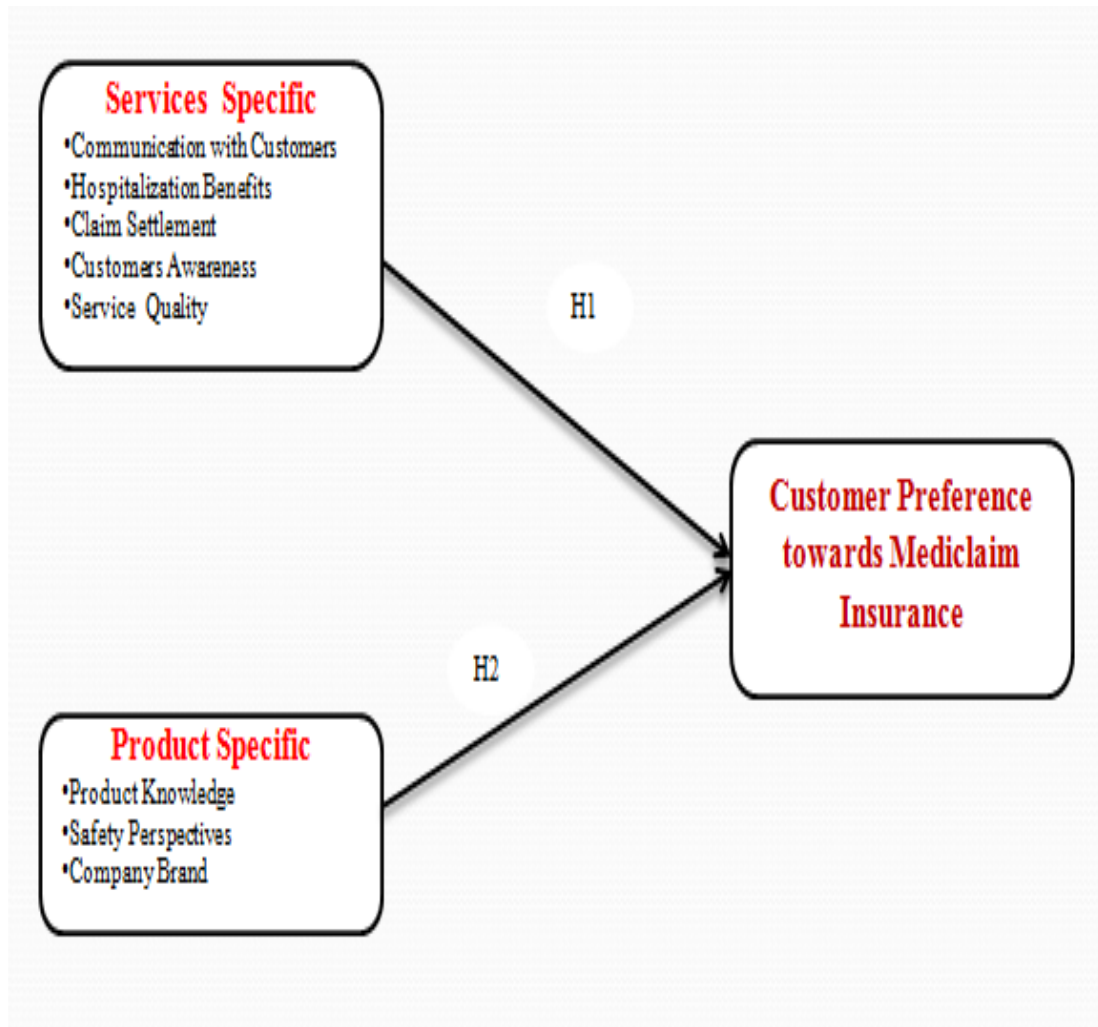 Services Specific
•Communication with Customers
•Hospitalization Benefits
•Claim Settlement
•Customers Awareness
•Service Quality
H1
Customer Preference
towards Mediclaim
Insurance
H2
Product Specific
•Product Knowledge
•Safety Perspectives
•Company Brand